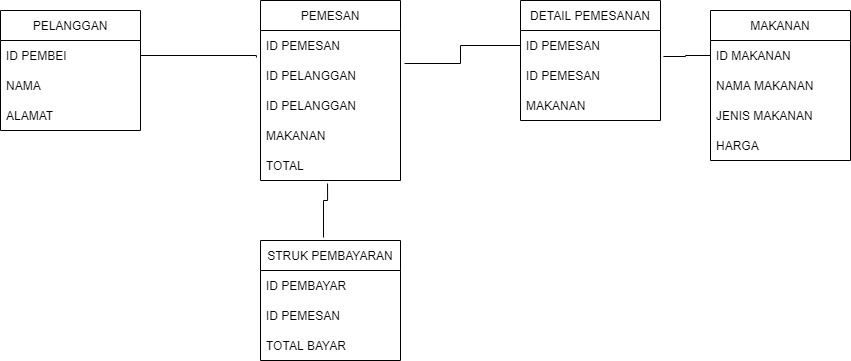 PELANGGAN
ID PEMBEI
NAMA
ALAMAT
PEMESAN
ID PEMESAN
ID PELANGGAN
ID PELANGGAN
MAKANAN
TOTAL
DETAIL PEMESANAN
ID PEMESAN
ID PEMESAN
MAKANAN
MAKANAN
ID MAKANAN
NAMA MAKANAN
JENIS MAKANAN
HARGA
STRUK PEMBAYARAN
ID PEMBAYAR
ID PEMESAN
TOTAL BAYAR